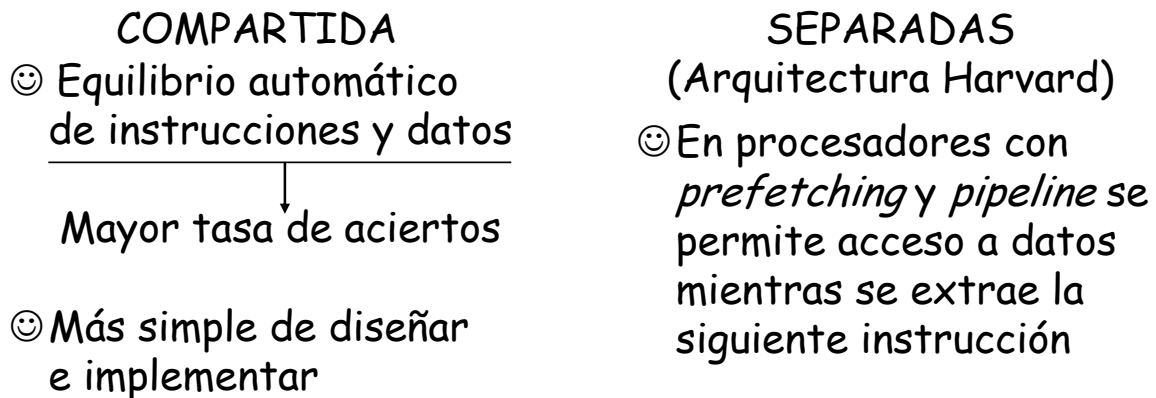 COMPARTIDA
☺ Equilibrio automático
de instrucciones y datos
Mayor tasa de aciertos
☺ Más simple de diseñar
e implementar
SEPARADAS
(Arquitectura Harvard)
☺ En procesadores con
prefetching y pipeline se
permite acceso a datos
mientras se extrae la
siguiente instrucción